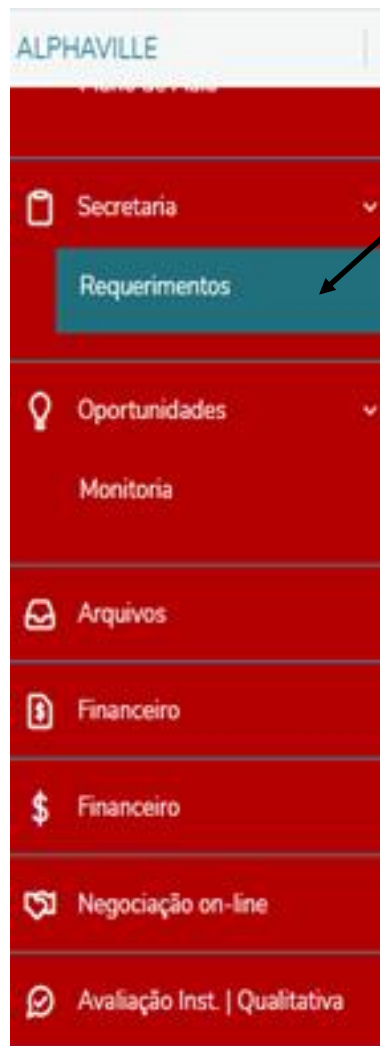 ALPHAVILLE
Secretaria
Requerimentos
Oportunidades
Monitoria
Arquivos
Financeiro
$ Financeiro
Negociação on-line
Avaliação Inst. | Qualitativa